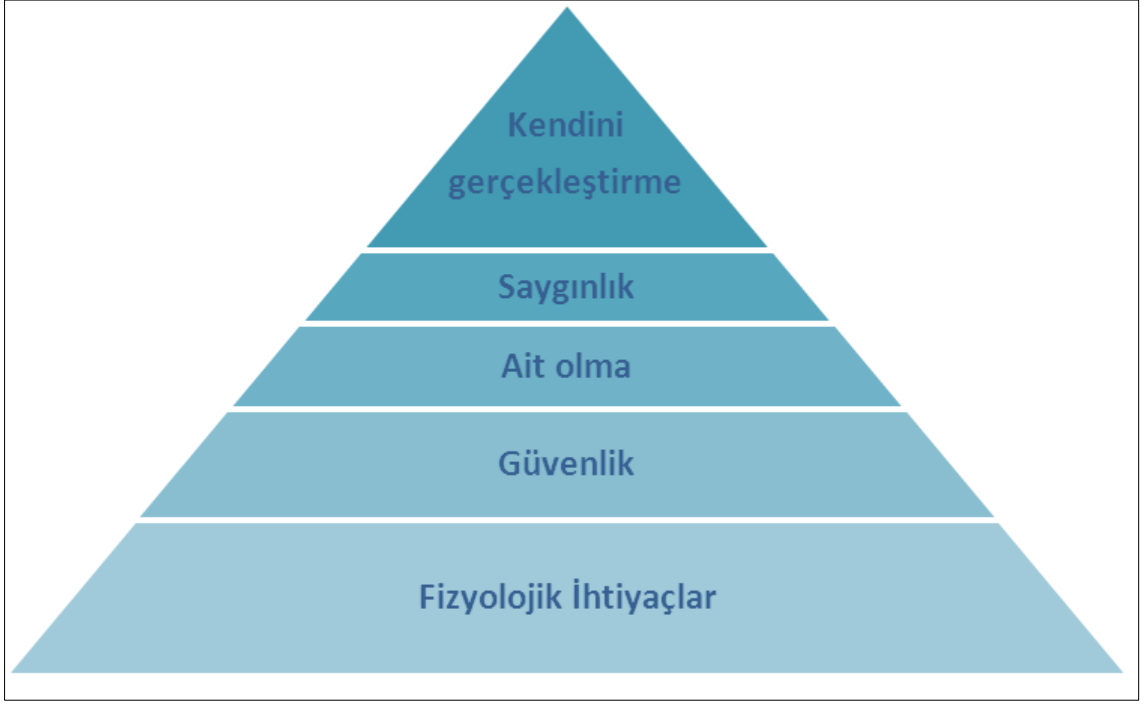 Kendini
gerçekleştirme
Saygınlık
Ait olma
Güvenlik
Fizyolojik İhtiyaçlar